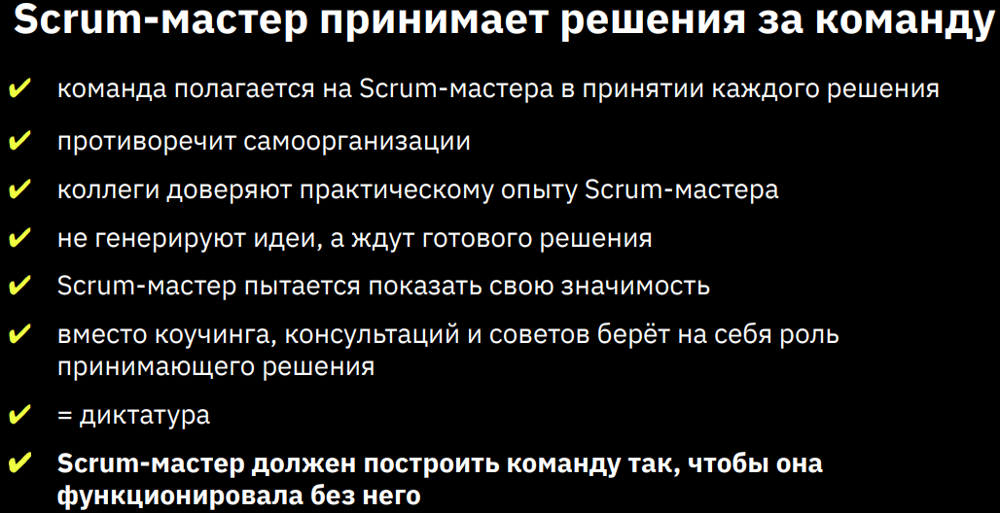 Scrum-мастер принимает решения за команду
✔ команда полагается на Scrum-мастера в принятии каждого решения
✔ противоречит самоорганизации
✔ коллеги доверяют практическому опыту Scrum-мастера
✔ не генерируют идеи, а ждут готового решения
✔ Scrum-мастер пытается показать свою значимость
✔ вместо коучинга, консультаций и советов берёт на себя роль
принимающего решения
✔ = диктатура
✔ Scrum-мастер должен построить команду так, чтобы она
функционировала без него